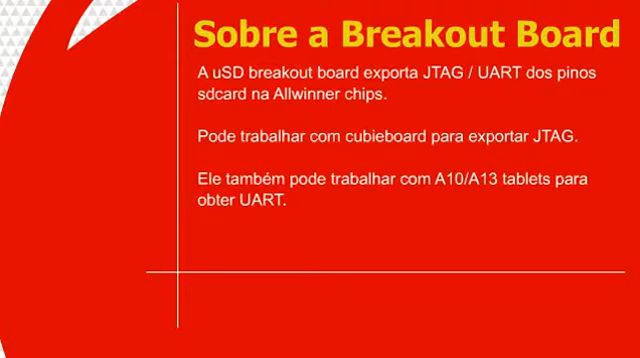 Sobre a Breakout Board
A uSD breakout board exporta JTAG / UART dos pinos
sdcard na Allwinner chips.
Pode trabalhar com cubieboard para exportar JTAG.
Ele também pode trabalhar com A10/A13 tablets para
obter UART.